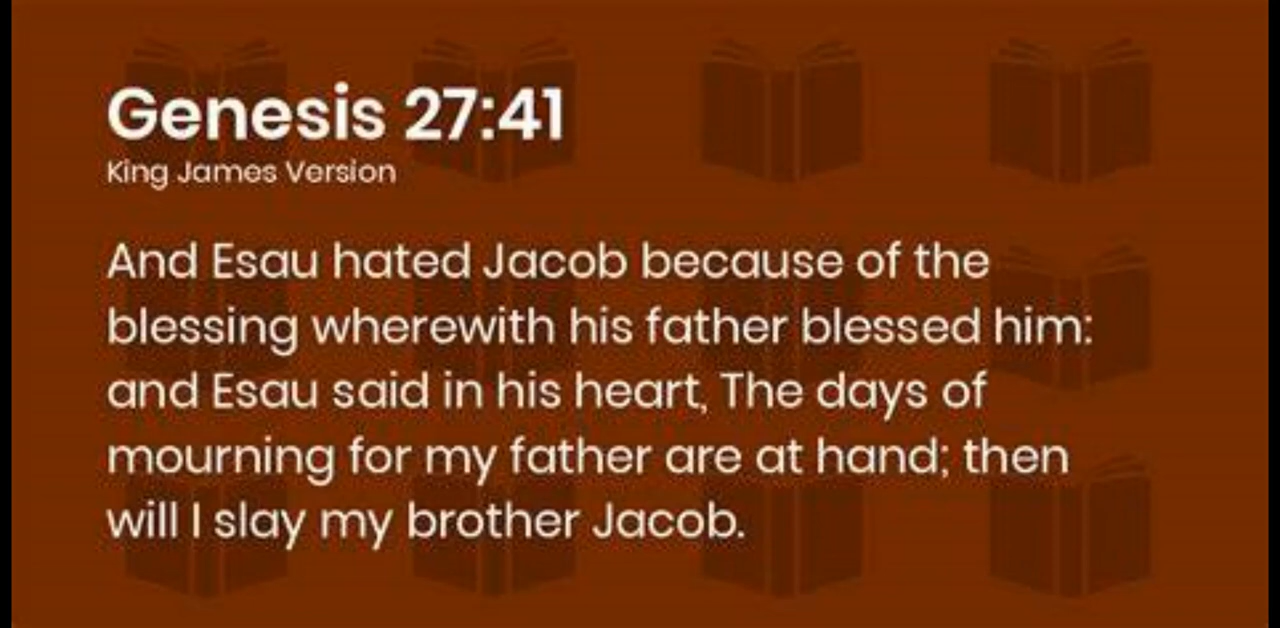 Genesis 27:41
King James Version
And Esau hated Jacob because of the
blessing wherewith his father blessed him:
and Esau said in his heart, The days of
mourning for my father are at hand; then
will I slay my brother Jacob.